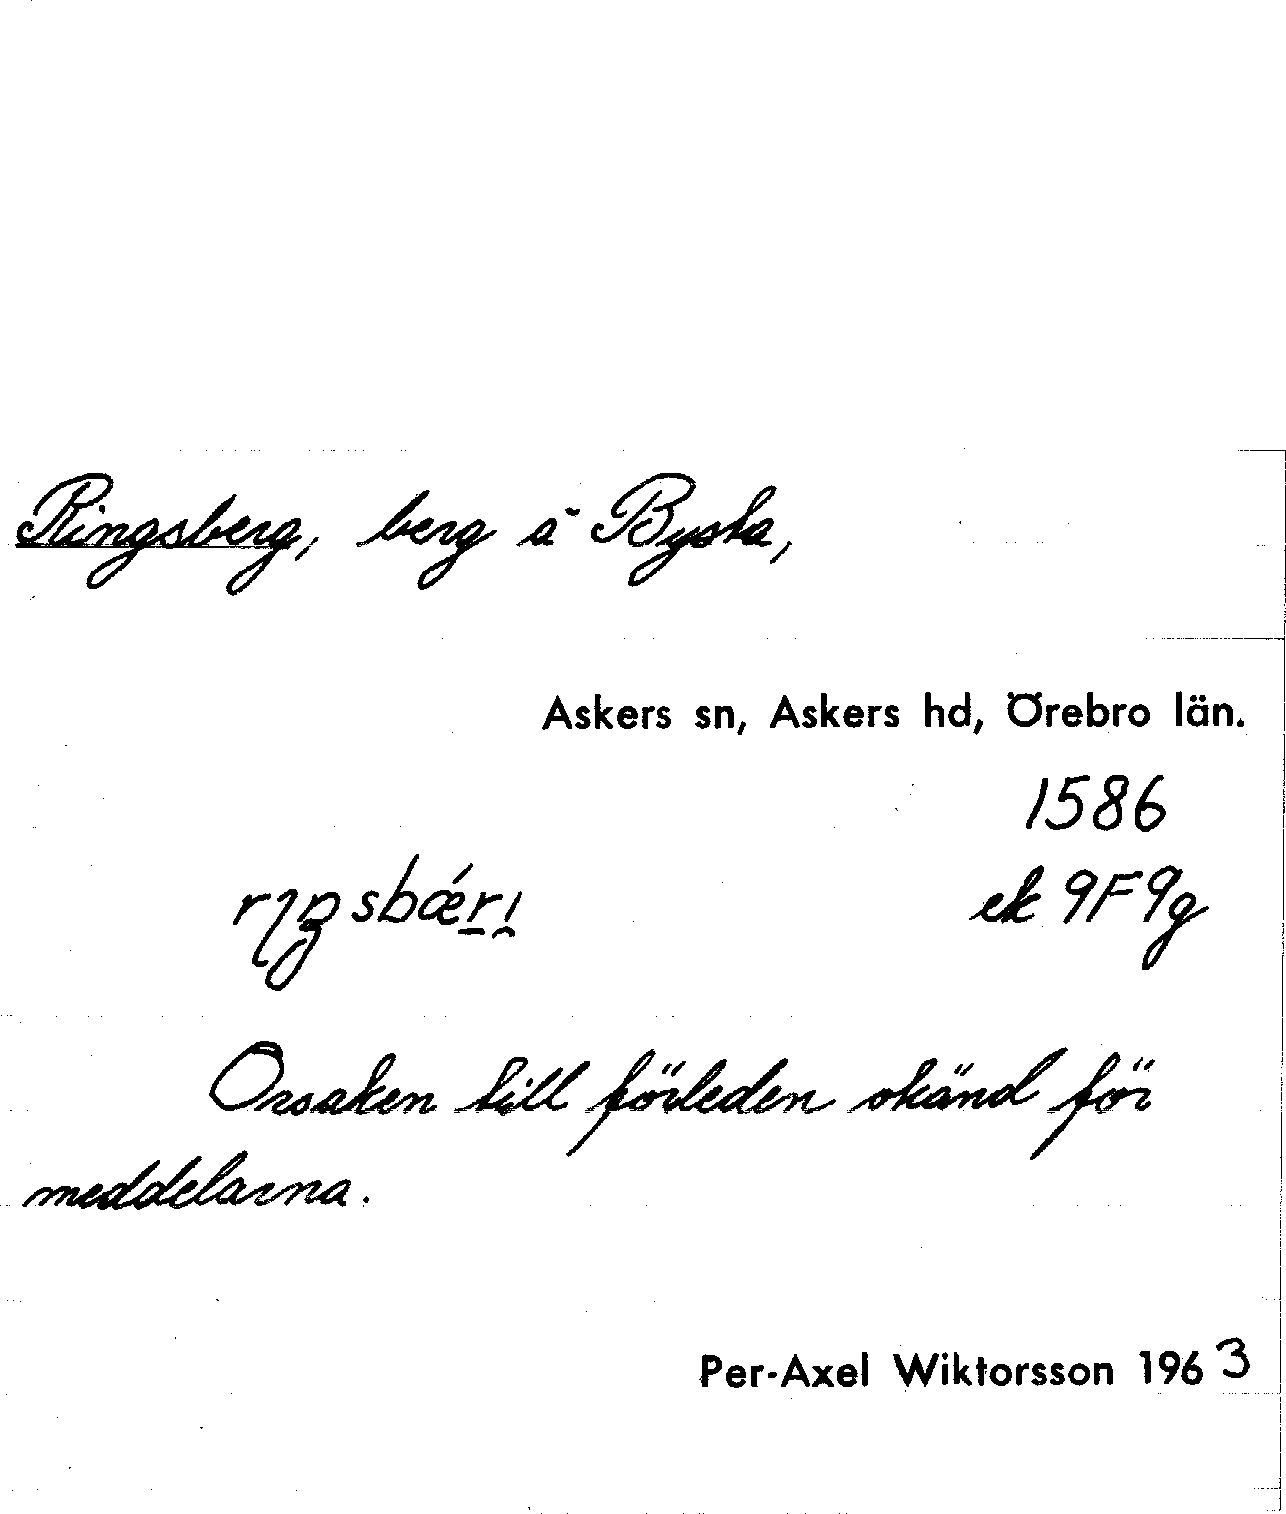 Ringsberg, berg å Bysta,
Askers sn, Askers hd, Örebro län.
1586
ek 9F9g
Orsaken till förleden okänd för
meddelarna.
Per-Axel Wiktorsson 1963